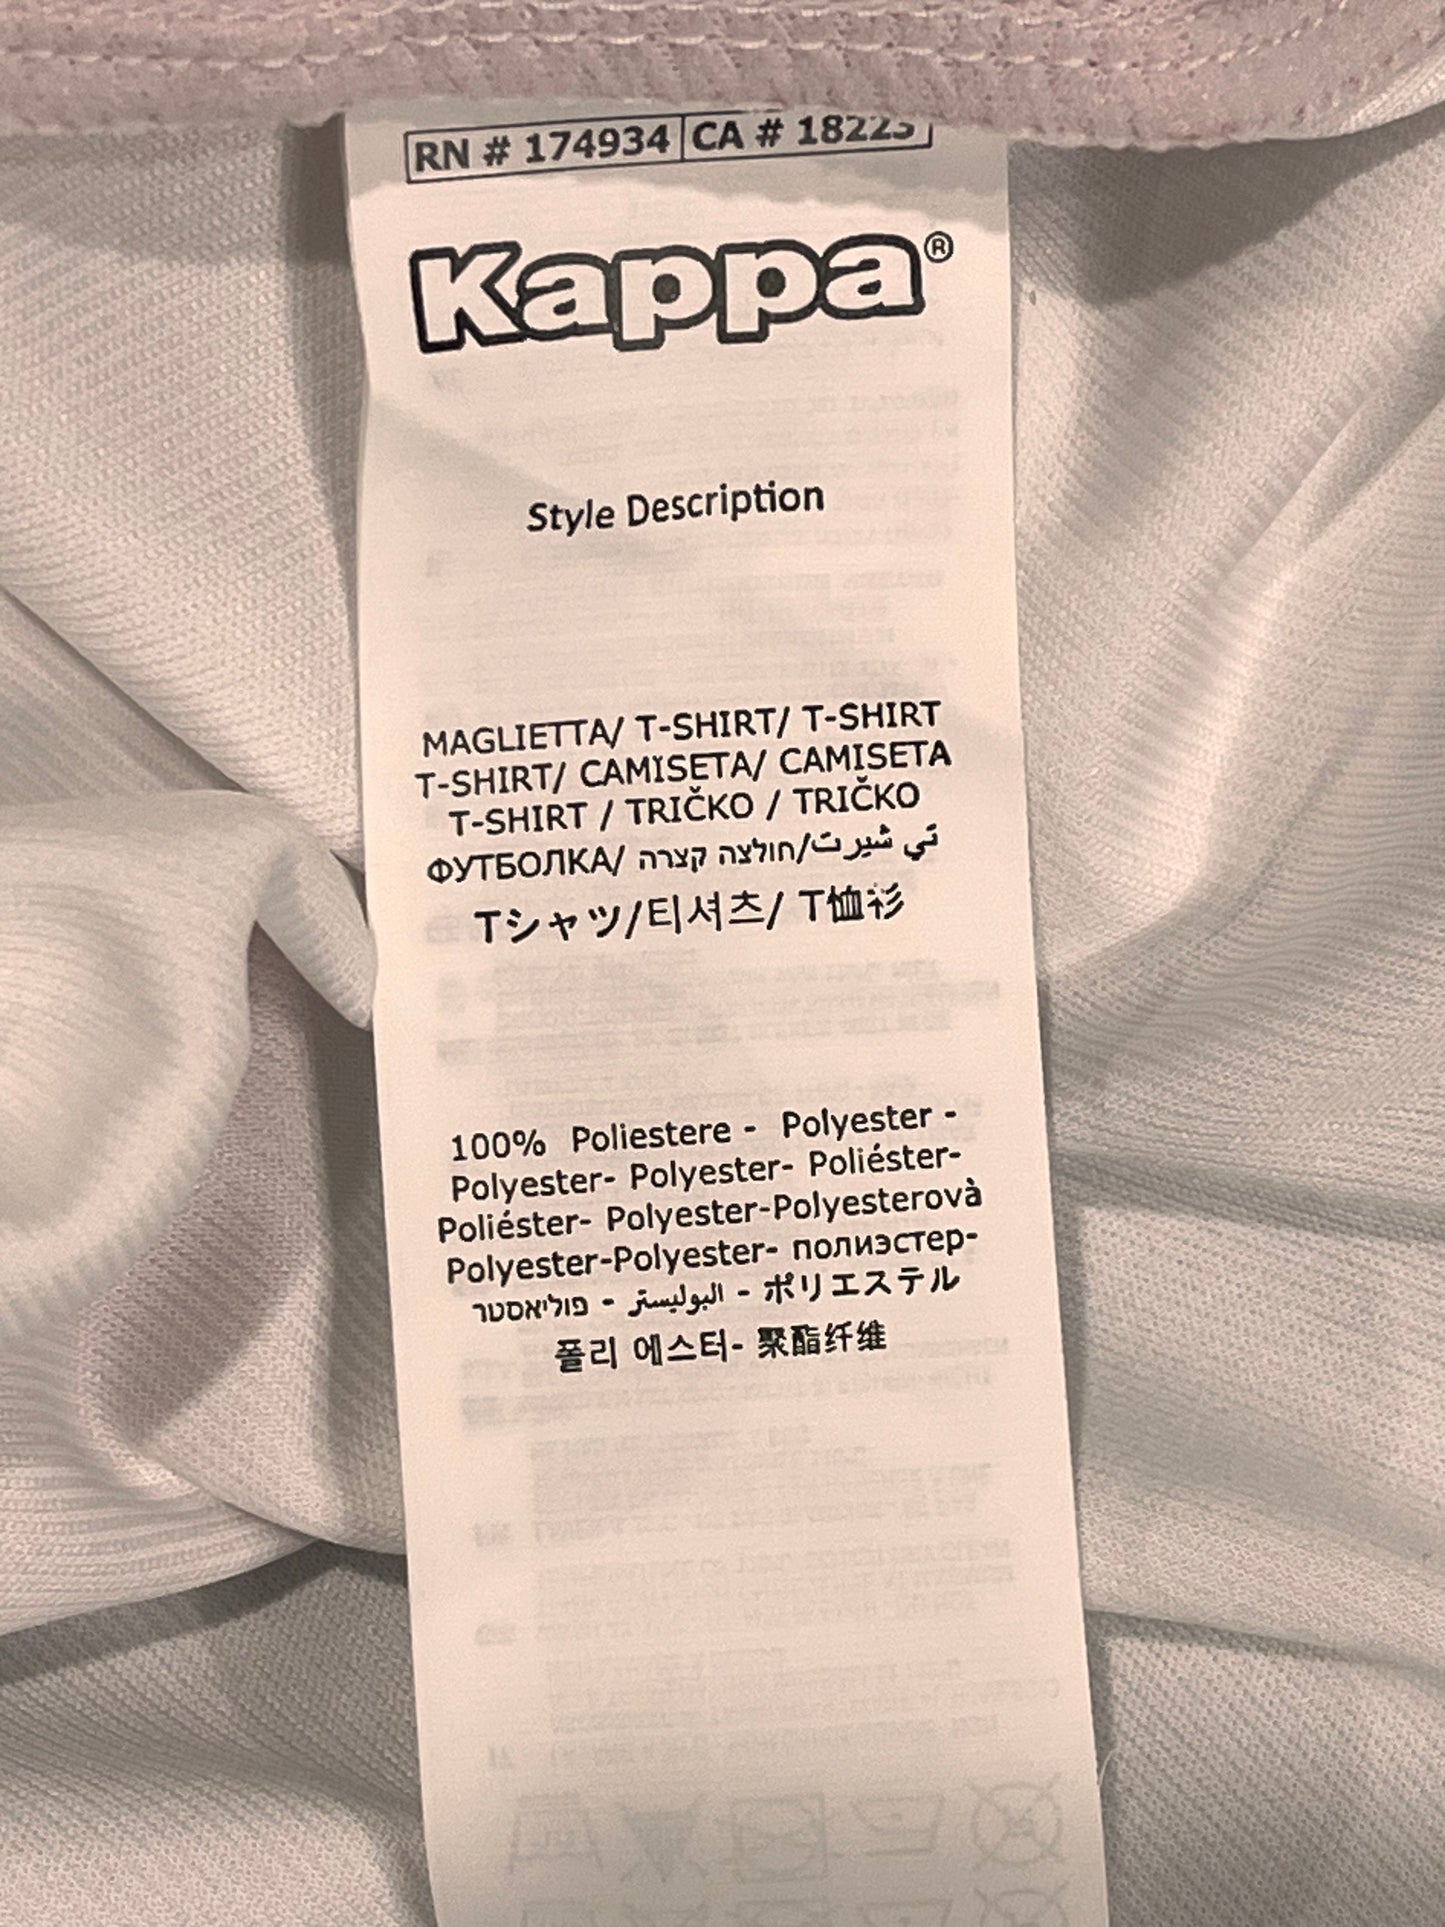 RN # 174934 CA # 18225
Kappa®
Style Description
MAGLIETTA/ T-SHIRT/ T-SHIRT
T-SHIRT/ CAMISETA/ CAMISETA
T-SHIRT / TRIČKO / TRIČKO
ФУТБОЛКА/ חולצה קצרה/تي شيرت
Tシャツ/티셔츠/ T恤衫
100% Poliestere - Polyester -
Polyester- Polyester- Poliéster-
Poliéster- Polyester-Polyesterovà
Polyester-Polyester- полиэстер-
פוליאסטר - البوليستر - ポリエステル
폴리 에스터- 聚酯纤维